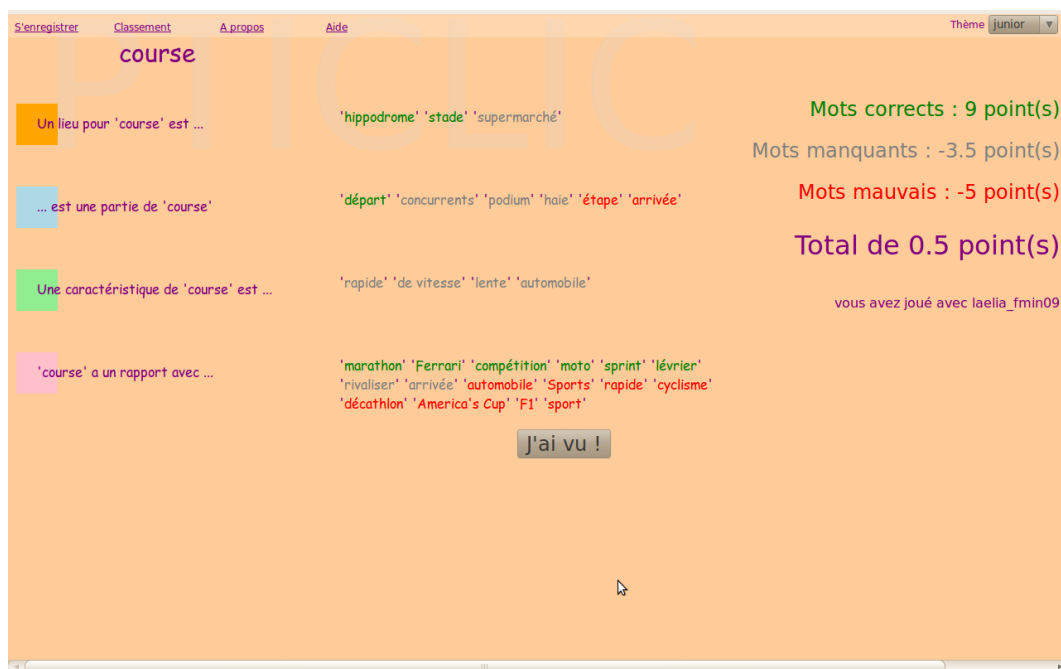 S'enregistrer Classement A propos Aide Thème junior
PTICLIC
course
Un lieu pour 'course' est ... 'hippodrome' 'stade' 'supermarché'
Mots corrects : 9 point(s)
Mots manquants : -3.5 point(s)
... est une partie de 'course' 'départ' 'concurrents' 'podium' 'haie' 'étape' 'arrivée'
Mots mauvais : -5 point(s)
Total de 0.5 point(s)
Une caractéristique de 'course' est ... 'rapide' 'de vitesse' 'lente' 'automobile'
vous avez joué avec laelia_fmin09
'course' a un rapport avec ... 'marathon' 'Ferrari' 'compétition' 'moto' 'sprint' 'lévrier'
'rivaliser' 'arrivée' 'automobile' 'Sports' 'rapide' 'cyclisme'
'décathlon' 'America's Cup' 'F1' 'sport'
J'ai vu !